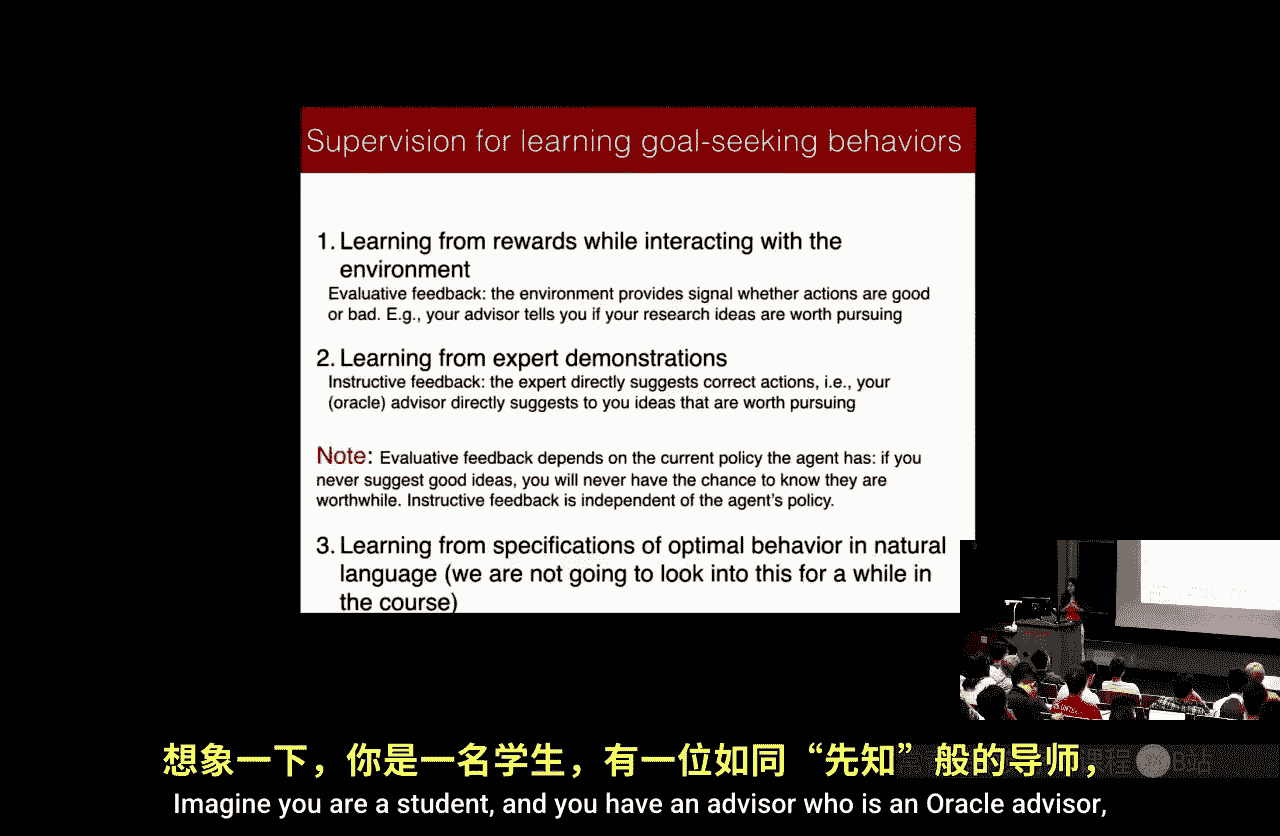 Supervision for learning goal-seeking behaviors
1. Learning from rewards while interacting with the
environment
Evaluative feedback: the environment provides signal whether actions are good
or bad. E.g., your advisor tells you if your research ideas are worth pursuing
2. Learning from expert demonstrations
Instructive feedback: the expert directly suggests correct actions, i.e., your
(oracle) advisor directly suggests to you ideas that are worth pursuing
Note: Evaluative feedback depends on the current policy the agent has: if you
never suggest good ideas, you will never have the chance to know they are
worthwhile. Instructive feedback is independent of the agent's policy.
3. Learning from specifications of optimal behavior in natural
language (we are not going to look into this for a while in
the course)
想象一下，你是一名学生，有一位如同“先知”般的导师，
课程 B站
Imagine you are a student, and you have an advisor who is an Oracle advisor,